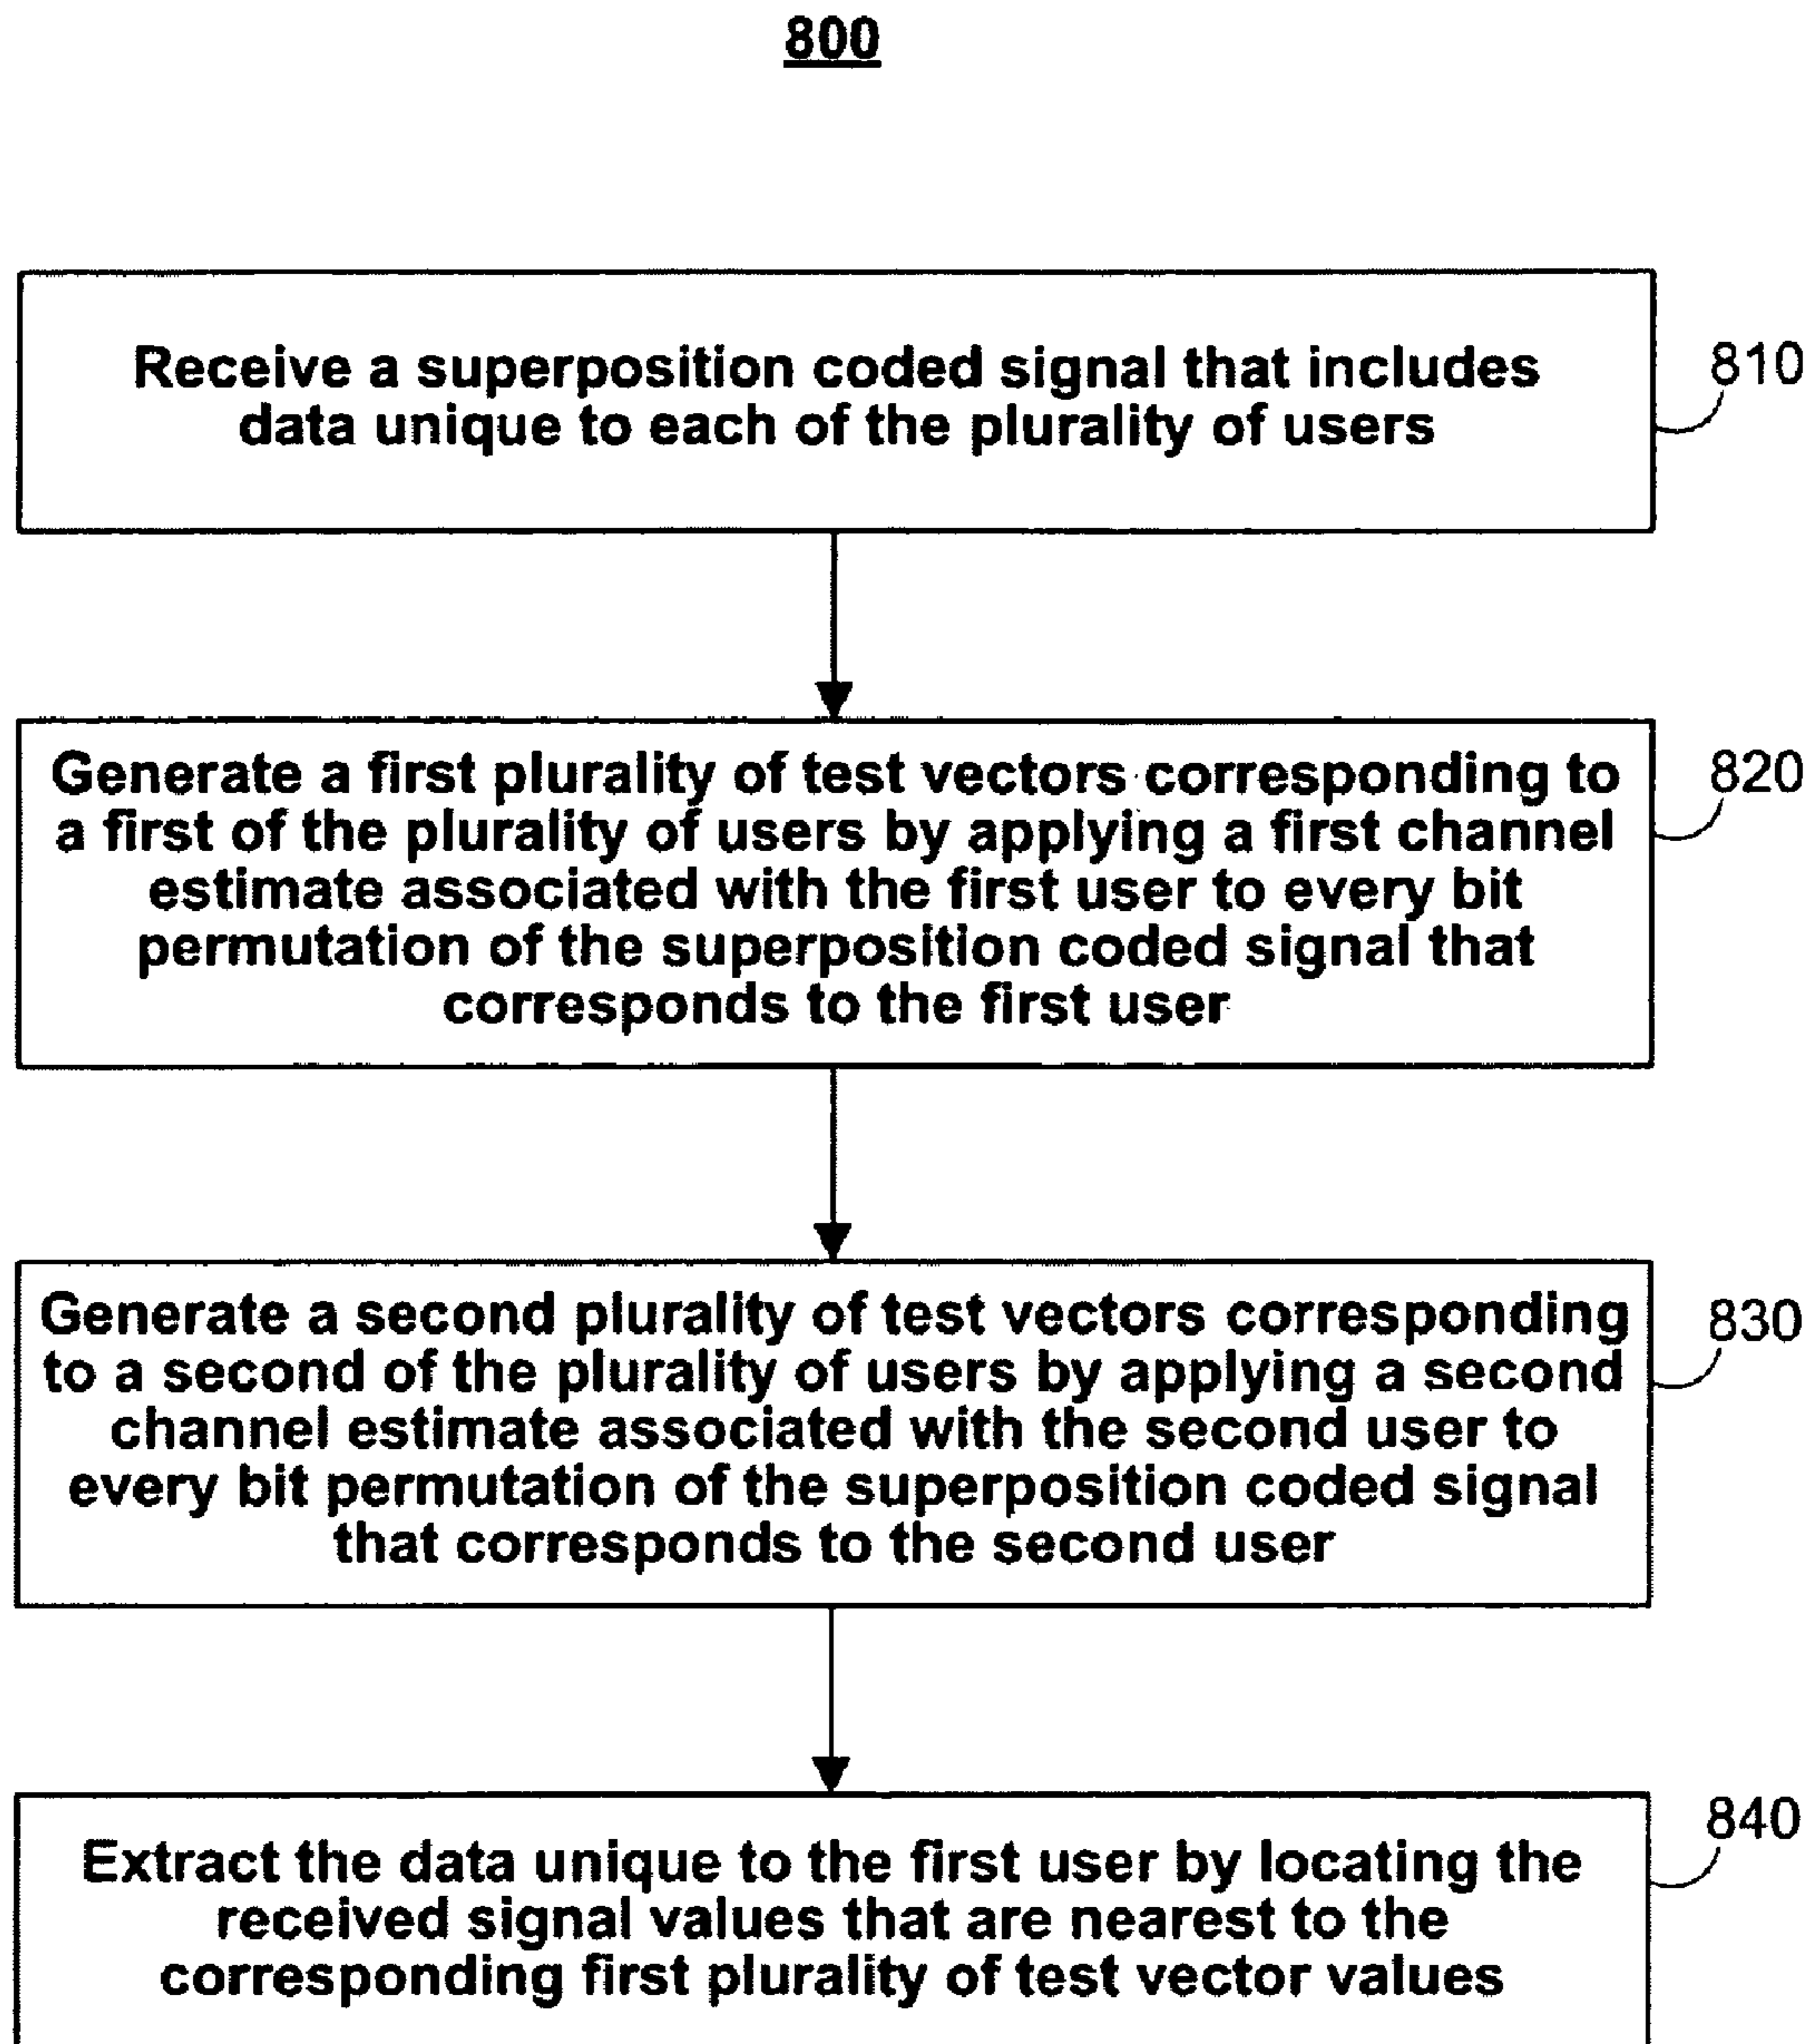 800
Receive a superposition coded signal that includes
data unique to each of the plurality of users
810
Generate a first plurality of test vectors corresponding to
a first of the plurality of users by applying a first channel
estimate associated with the first user to every bit
permutation of the superposition coded signal that
corresponds to the first user
820
Generate a second plurality of test vectors corresponding
to a second of the plurality of users by applying a second
channel estimate associated with the second user to
every bit permutation of the superposition coded signal
that corresponds to the second user
830
Extract the data unique to the first user by locating the
received signal values that are nearest to the
corresponding first plurality of test vector values
840